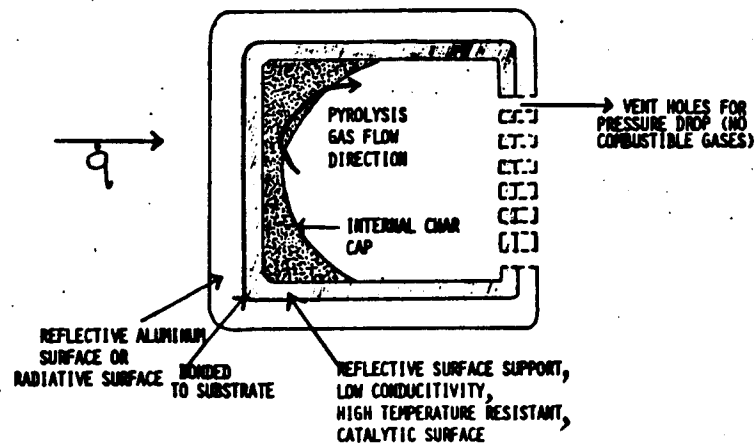 PYROLYSIS
GAS FLOW
DIRECTION
VENT HOLES FOR
PRESSURE DROP (NO
COMBUSTIBLE GASES)
q
INTERNAL CHAR
CAP
REFLECTIVE ALUMINUM
SURFACE OR
RADIATIVE SURFACE
BONDED
TO SUBSTRATE
REFLECTIVE SURFACE SUPPORT,
LOW CONDUCITIVITY,
HIGH TEMPERATURE RESISTANT,
CATALYTIC SURFACE